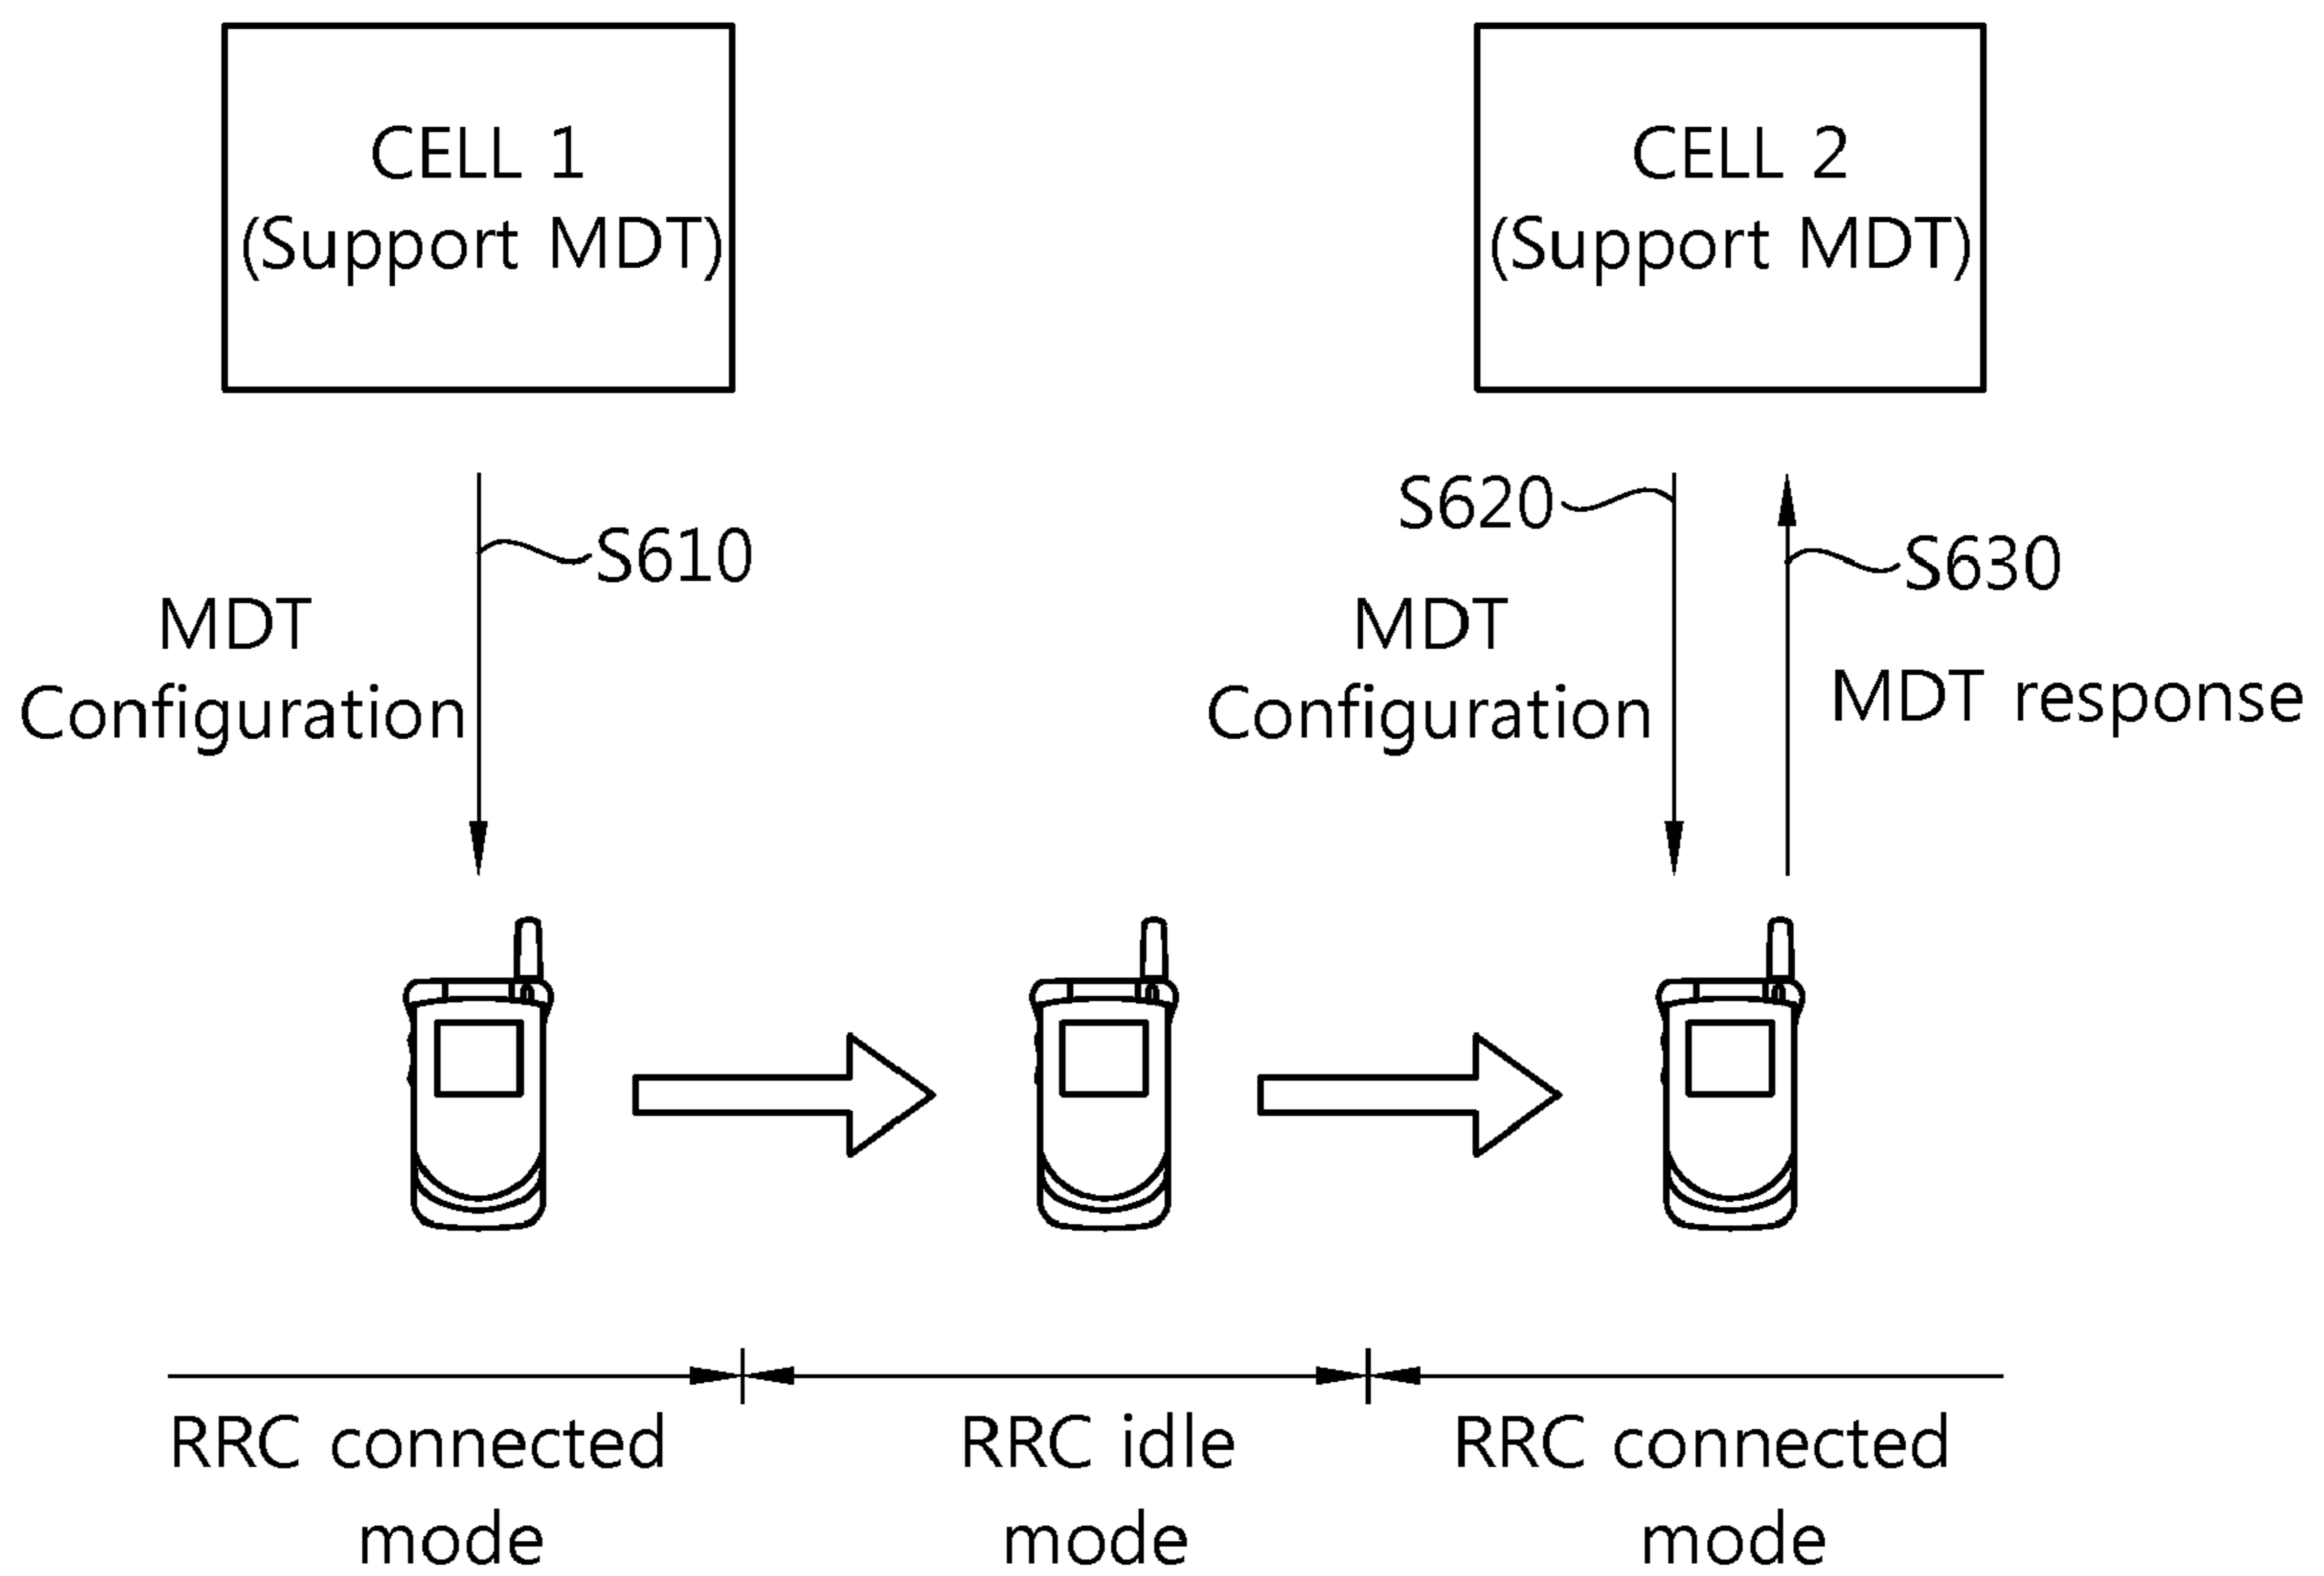 CELL 1
(Support MDT)
CELL 2
(Support MDT)
S610
MDT
Configuration
S620
MDT
Configuration
S630
MDT response
RRC connected
mode
RRC idle
mode
RRC connected
mode